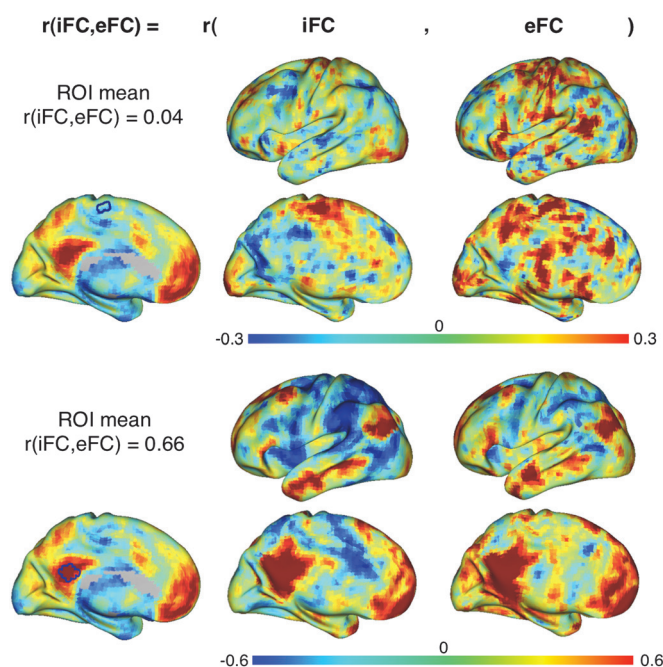 r(iFC,eFC) = r( iFC , eFC )
ROI mean
r(iFC,eFC) = 0.04
-0.3 0 0.3
ROI mean
r(iFC,eFC) = 0.66
-0.6 0 0.6